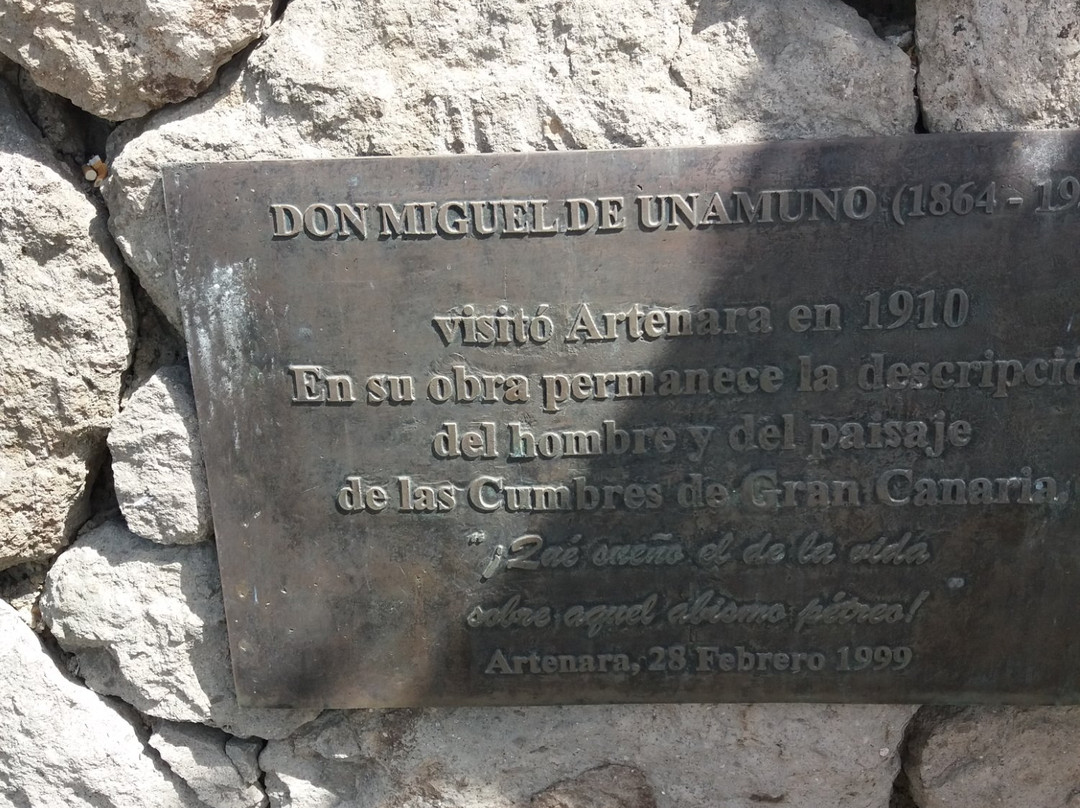 DON MIGUEL DE UNAMUNO (1864 - 19
visitó Artenara en 1910
En su obra permanece la descripció
del hombre y del paisaje
de las Cumbres de Gran Canaria,
"¡Qué sueño el de la vida
sobre aquel abismo pétreo!
Artenara, 28 Febrero 1999